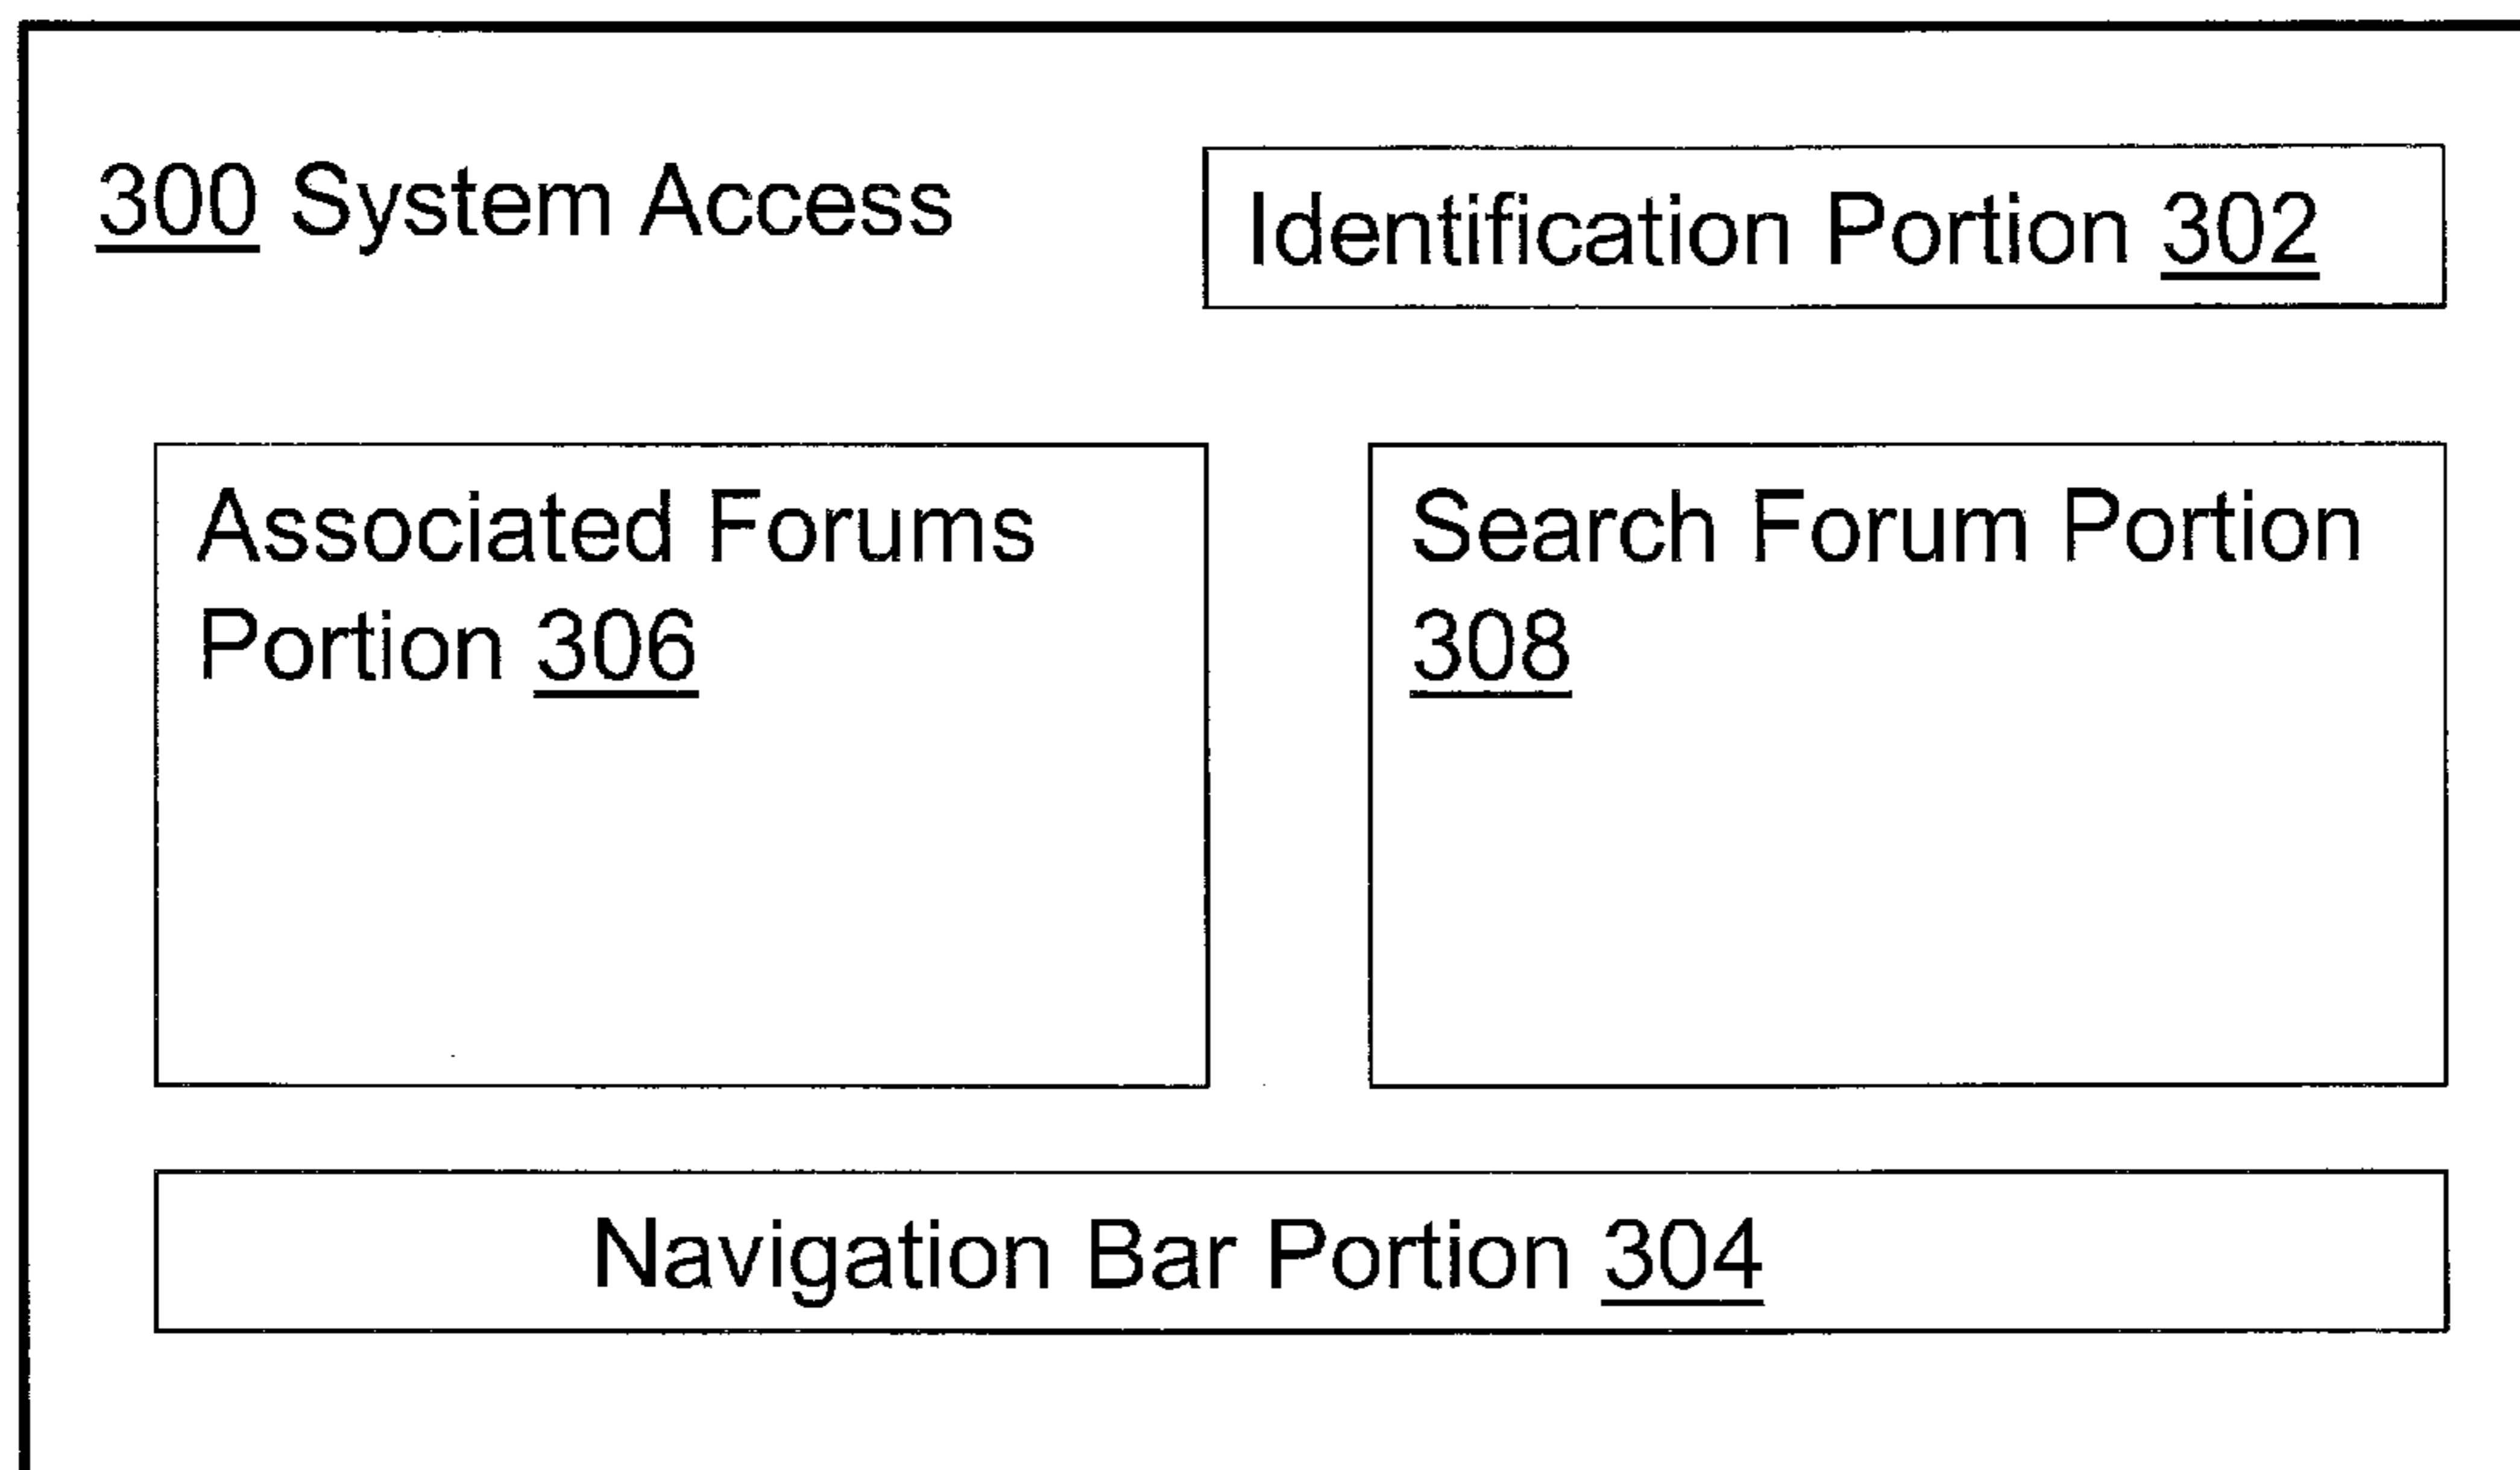 300 System Access
Identification Portion 302
Associated Forums
Portion 306
Search Forum Portion
308
Navigation Bar Portion 304